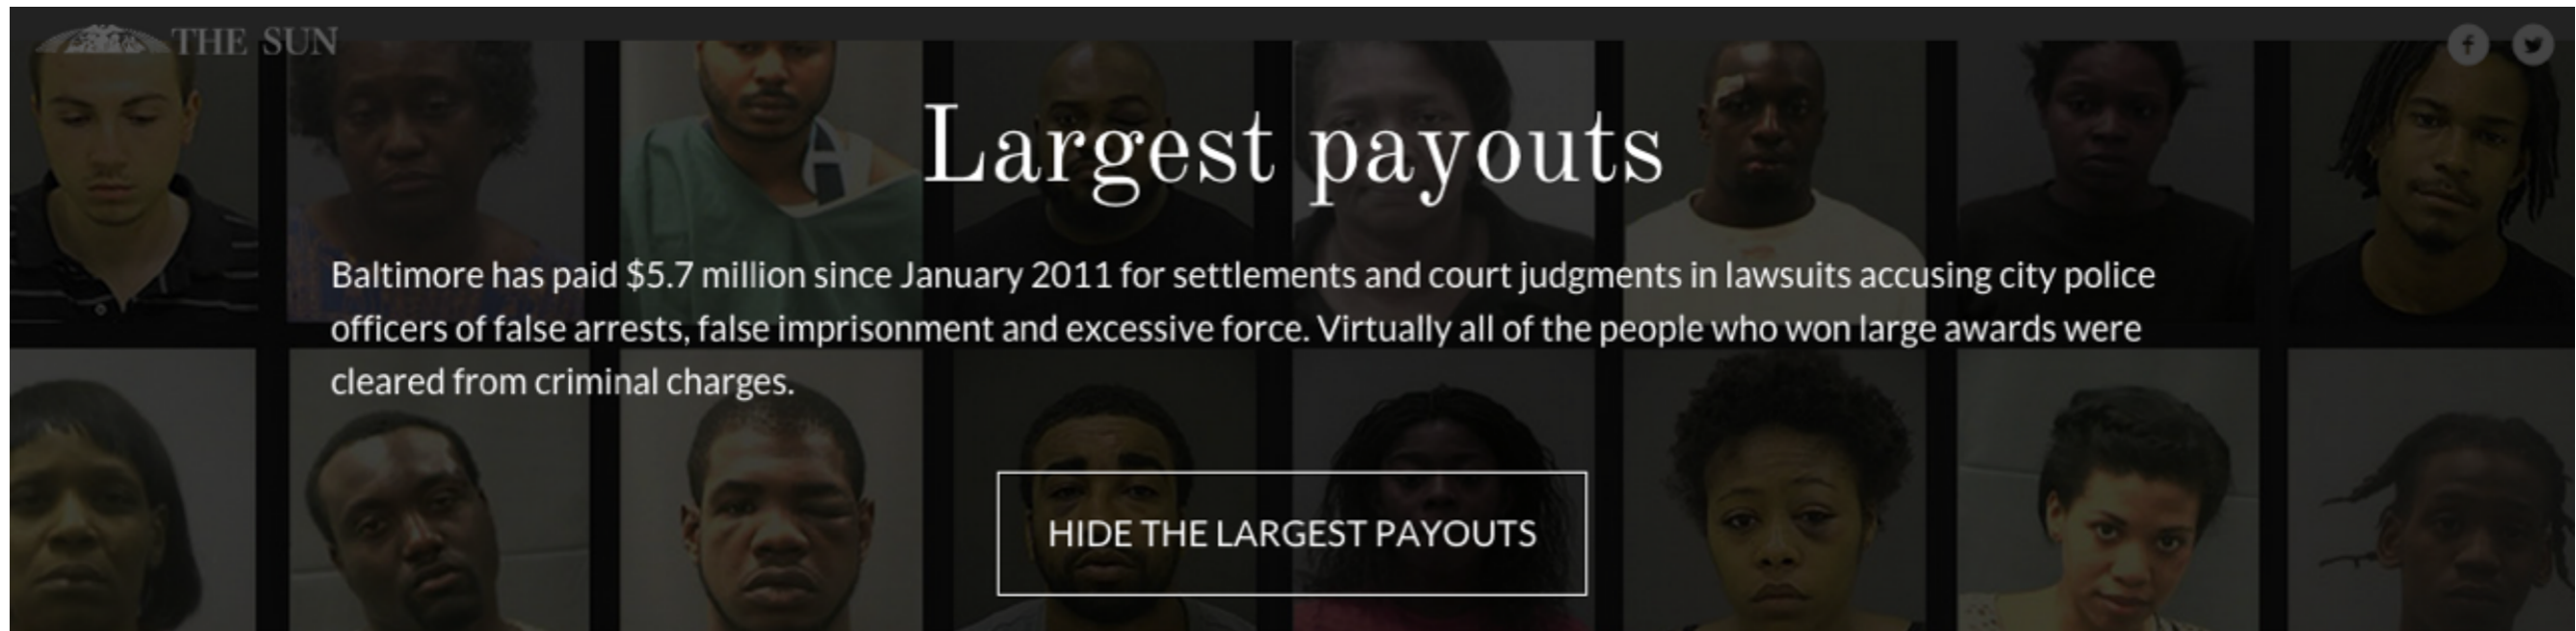 THE SUN
Largest payouts
Baltimore has paid $5.7 million since January 2011 for settlements and court judgments in lawsuits accusing city police
officers of false arrests, false imprisonment and excessive force. Virtually all of the people who won large awards were
cleared from criminal charges.
HIDE THE LARGEST PAYOUTS